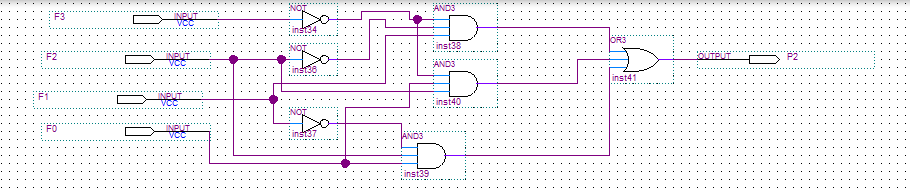 F3 INPUT VCC NOT inst34 AND3 inst38
F2 INPUT VCC NOT inst36 AND3 inst40 OR3 inst41 OUTPUT P2
F1 INPUT VCC NOT inst37
F0 INPUT VCC AND3 inst39